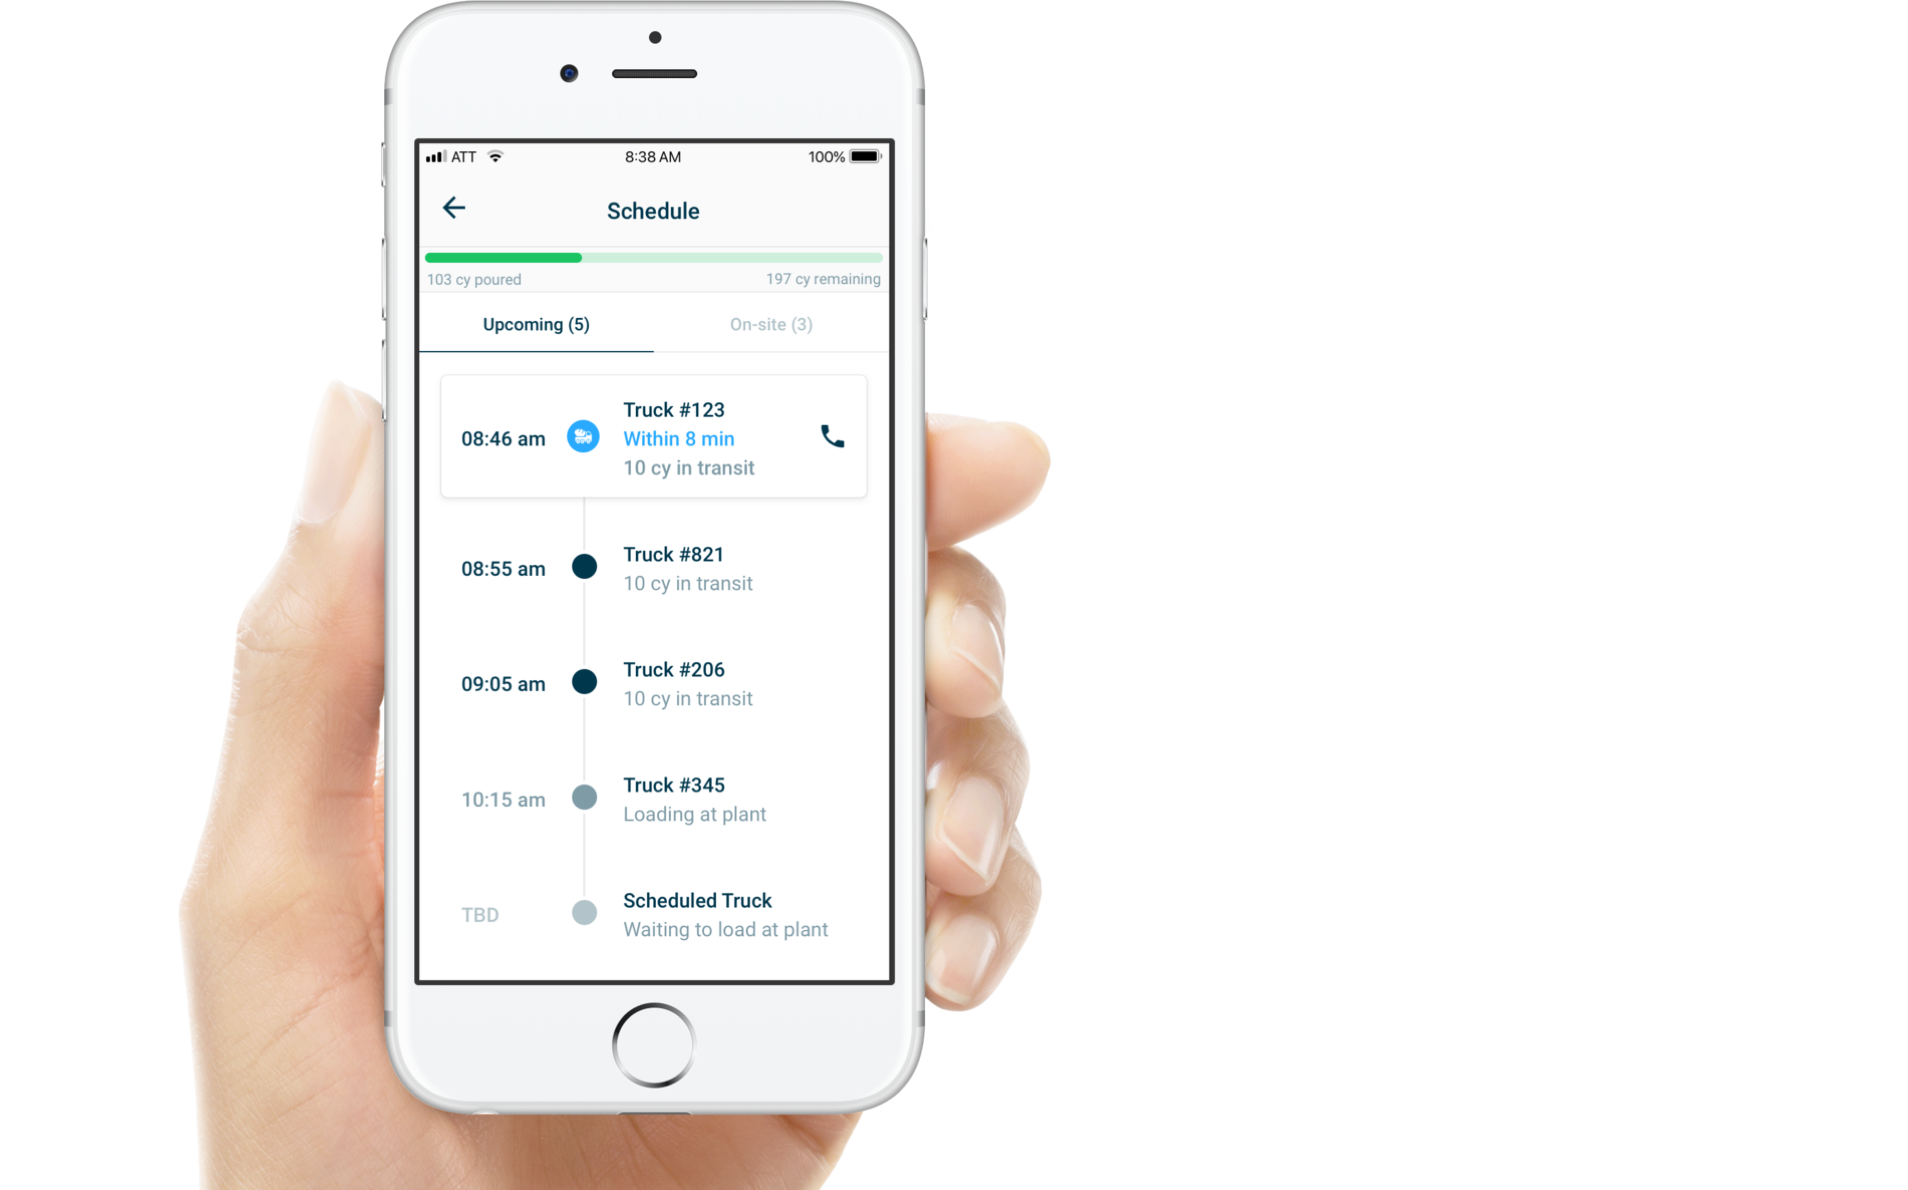 ATT 8:38 AM 100%
Schedule
103 cy poured 197 cy remaining
Upcoming (5) On-site (3)
Truck #123
08:46 am Within 8 min
10 cy in transit
Truck #821
08:55 am
10 cy in transit
Truck #206
09:05 am
10 cy in transit
Truck #345
10:15 am
Loading at plant
Scheduled Truck
TBD
Waiting to load at plant